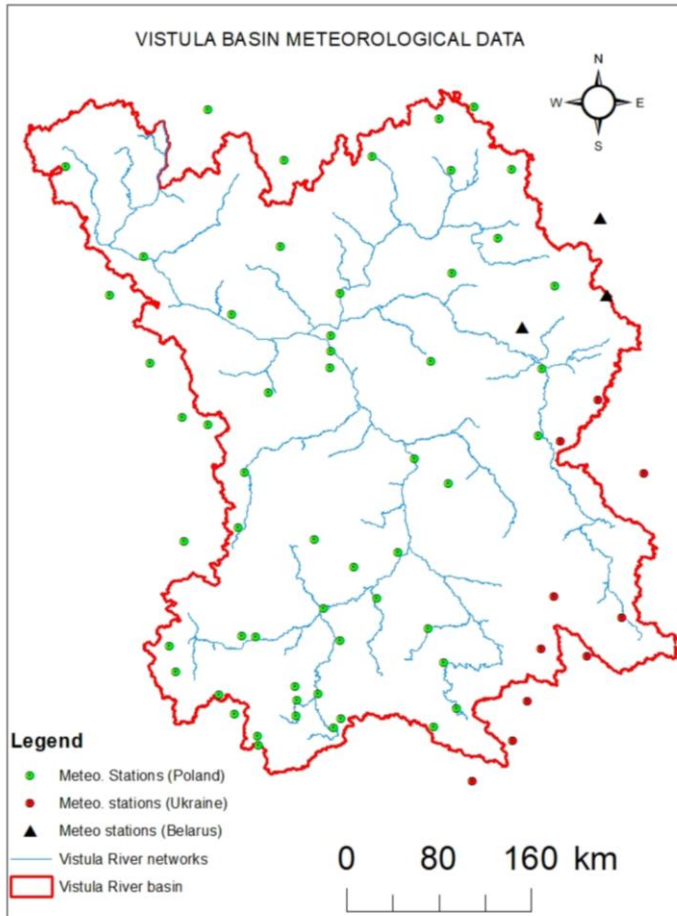 VISTULA BASIN METEOROLOGICAL DATA
N
W E
S
Legend
Meteo. Stations (Poland)
Meteo. stations (Ukraine)
Meteo stations (Belarus)
Vistula River networks
Vistula River basin
0 80 160 km